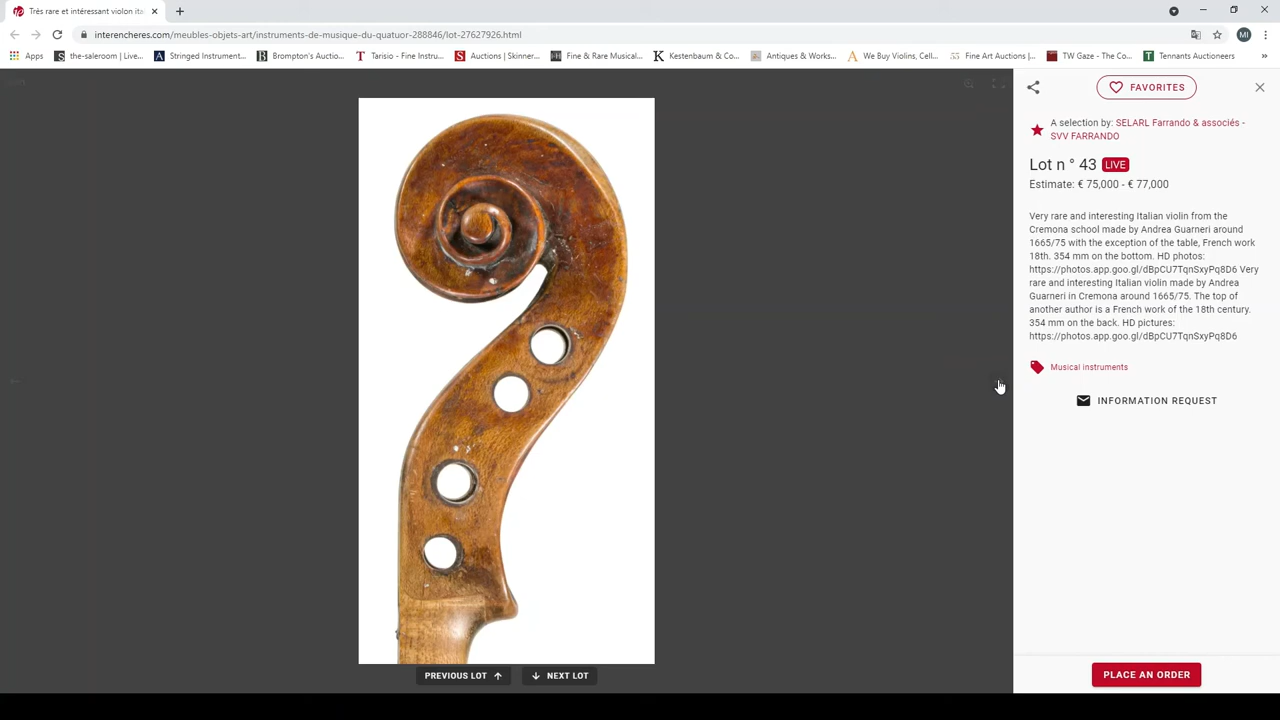 Très rare et intéressant violon ita
interencheres.com/meubles-objets-art/instruments-de-musique-du-quatuor-288846/lot-27627926.html
MI
Apps
the-saleroom | Live...
Stringed Instrument...
Brompton's Auctio...
Tarisio - Fine Instru...
Auctions | Skinner...
Fine & Rare Musical...
Kestenbaum & Co...
Antiques & Works...
We Buy Violins, Cell...
Fine Art Auctions |...
TW Gaze - The Co...
Tennants Auctioneers
»
FAVORITES
A selection by: SELARL Farrando & associés -
SVV FARRANDO
Lot n ° 43 LIVE
Estimate: € 75,000 - € 77,000
Very rare and interesting Italian violin from the
Cremona school made by Andrea Guarneri around
1665/75 with the exception of the table, French work
18th. 354 mm on the bottom. HD photos:
https://photos.app.goo.gl/dBpCU7TqnSxyPq8D6 Very
rare and interesting Italian violin made by Andrea
Guarneri in Cremona around 1665/75. The top of
another author is a French work of the 18th century.
354 mm on the back. HD pictures:
https://photos.app.goo.gl/dBpCU7TqnSxyPq8D6
Musical instruments
INFORMATION REQUEST
PREVIOUS LOT
NEXT LOT
PLACE AN ORDER